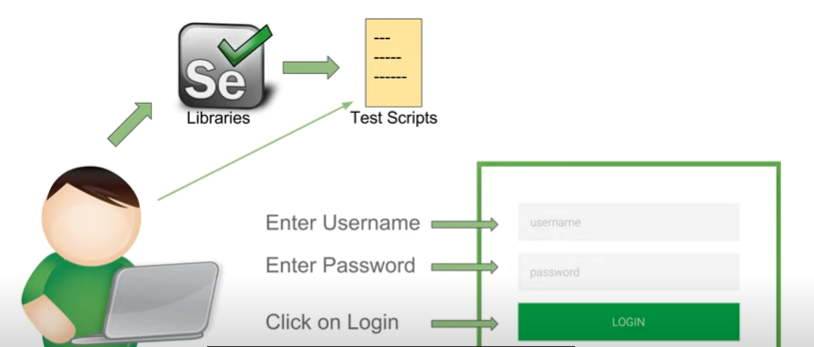 Se
Libraries
---
-----
------
Test Scripts
Enter Username
username
Enter Password
password
Click on Login
LOGIN